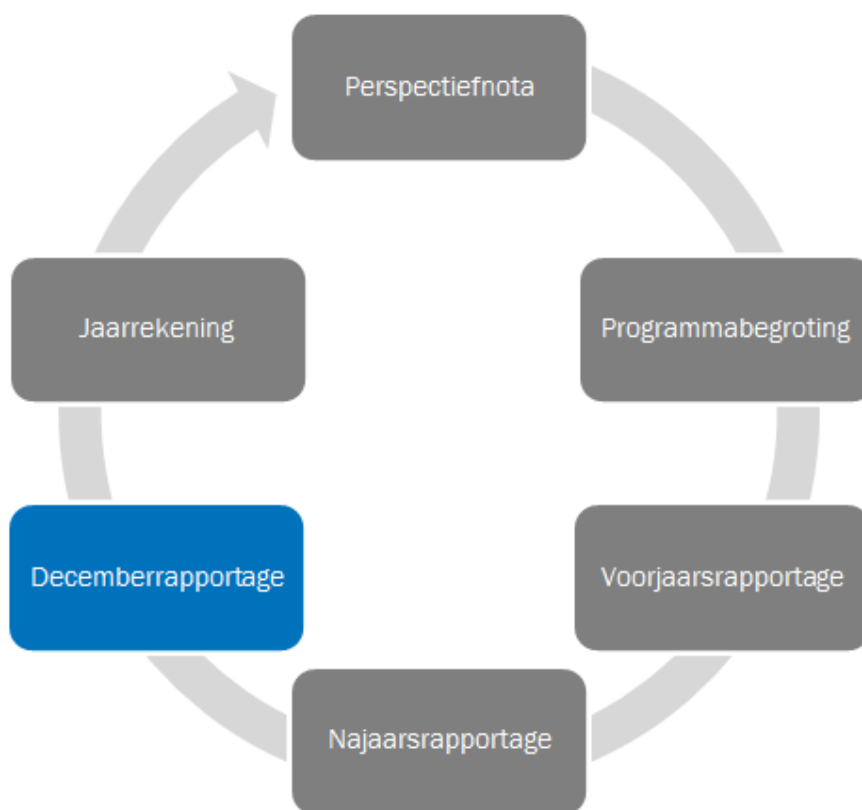 Perspectiefnota
Programmabegroting
Voorjaarsrapportage
Najaarsrapportage
Decemberrapportage
Jaarrekening